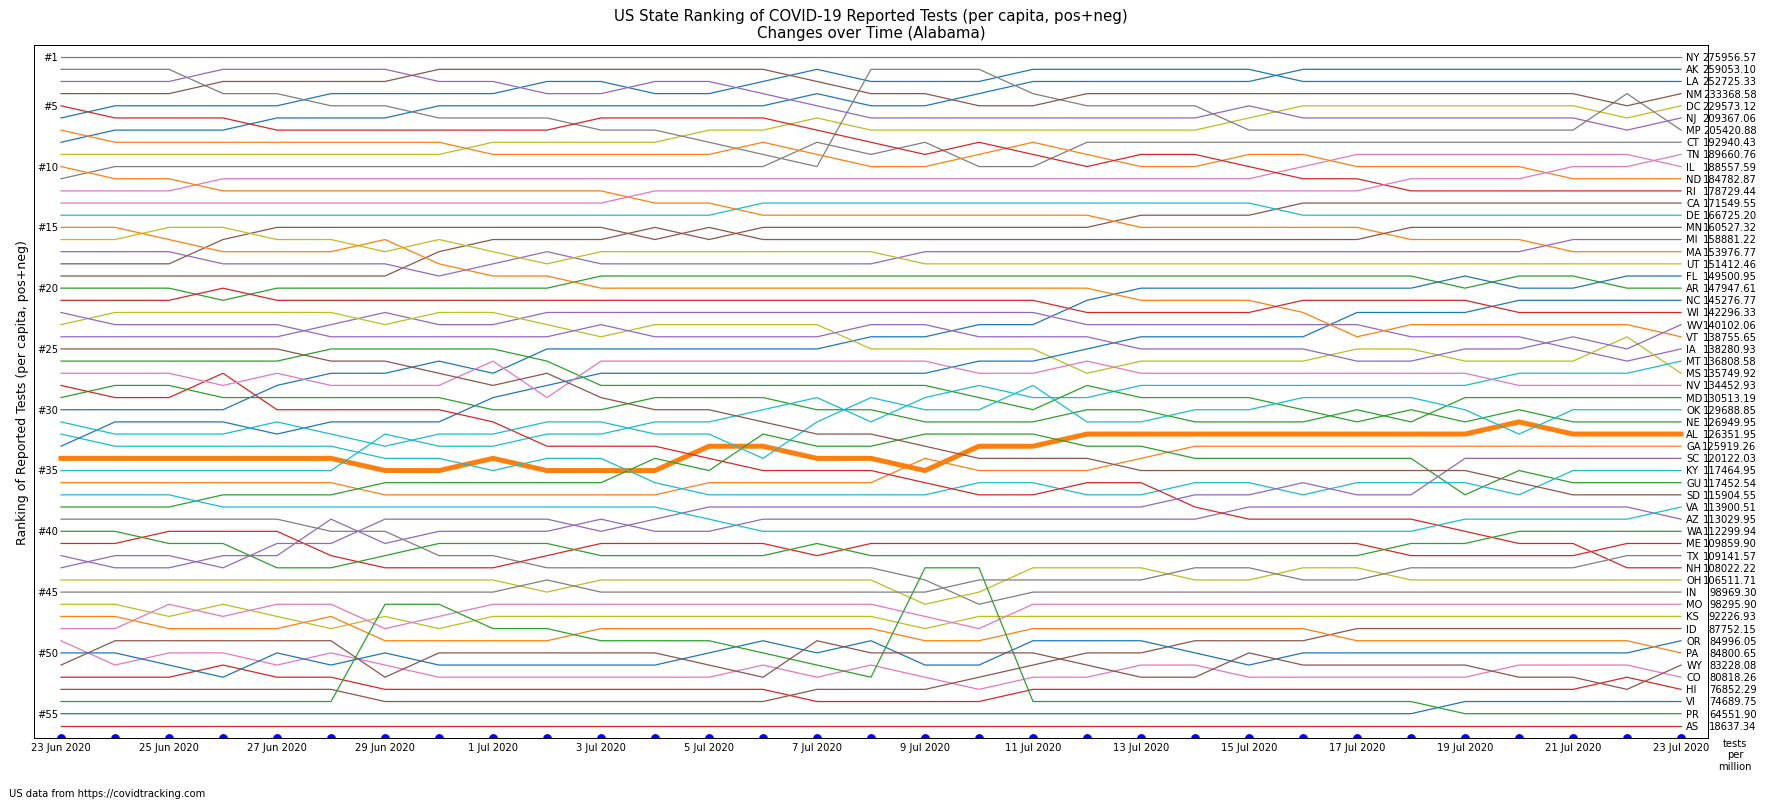 US State Ranking of COVID-19 Reported Tests (per capita, pos+neg)
Changes over Time (Alabama)
Ranking of Reported Tests (per capita, pos+neg)
#1
#5
#10
#15
#20
#25
#30
#35
#40
#45
#50
#55
NY 275956.57
AK 259053.10
LA 252725.33
NM 233368.58
DC 229573.12
NJ 209367.06
MP 205420.88
CT 192940.43
TN 189660.76
IL 188557.59
ND 184782.87
RI 178729.44
CA 171549.55
DE 166725.20
MN 160527.32
MI 158881.22
MA 153976.77
UT 151412.46
FL 149500.95
AR 147947.61
NC 145276.77
WI 142296.33
WV 140102.06
VT 138755.65
IA 138280.93
MT 136808.58
MS 135749.92
NV 134452.93
MD 130513.19
OK 129688.85
NE 126949.95
AL 126351.95
GA 125919.26
SC 120122.03
KY 117464.95
GU 117452.54
SD 115904.55
VA 113900.51
AZ 113029.95
WA 112299.94
ME 109859.90
TX 109141.57
NH 108022.22
OH 106511.71
IN 98969.30
MO 98295.90
KS 92226.93
ID 87752.15
OR 84996.05
PA 84800.65
WY 83228.08
CO 80818.26
HI 76852.29
VI 74689.75
PR 64551.90
AS 18637.34
23 Jun 2020 25 Jun 2020 27 Jun 2020 29 Jun 2020 1 Jul 2020 3 Jul 2020 5 Jul 2020 7 Jul 2020 9 Jul 2020 11 Jul 2020 13 Jul 2020 15 Jul 2020 17 Jul 2020 19 Jul 2020 21 Jul 2020 23 Jul 2020
tests
per
million
US data from https://covidtracking.com